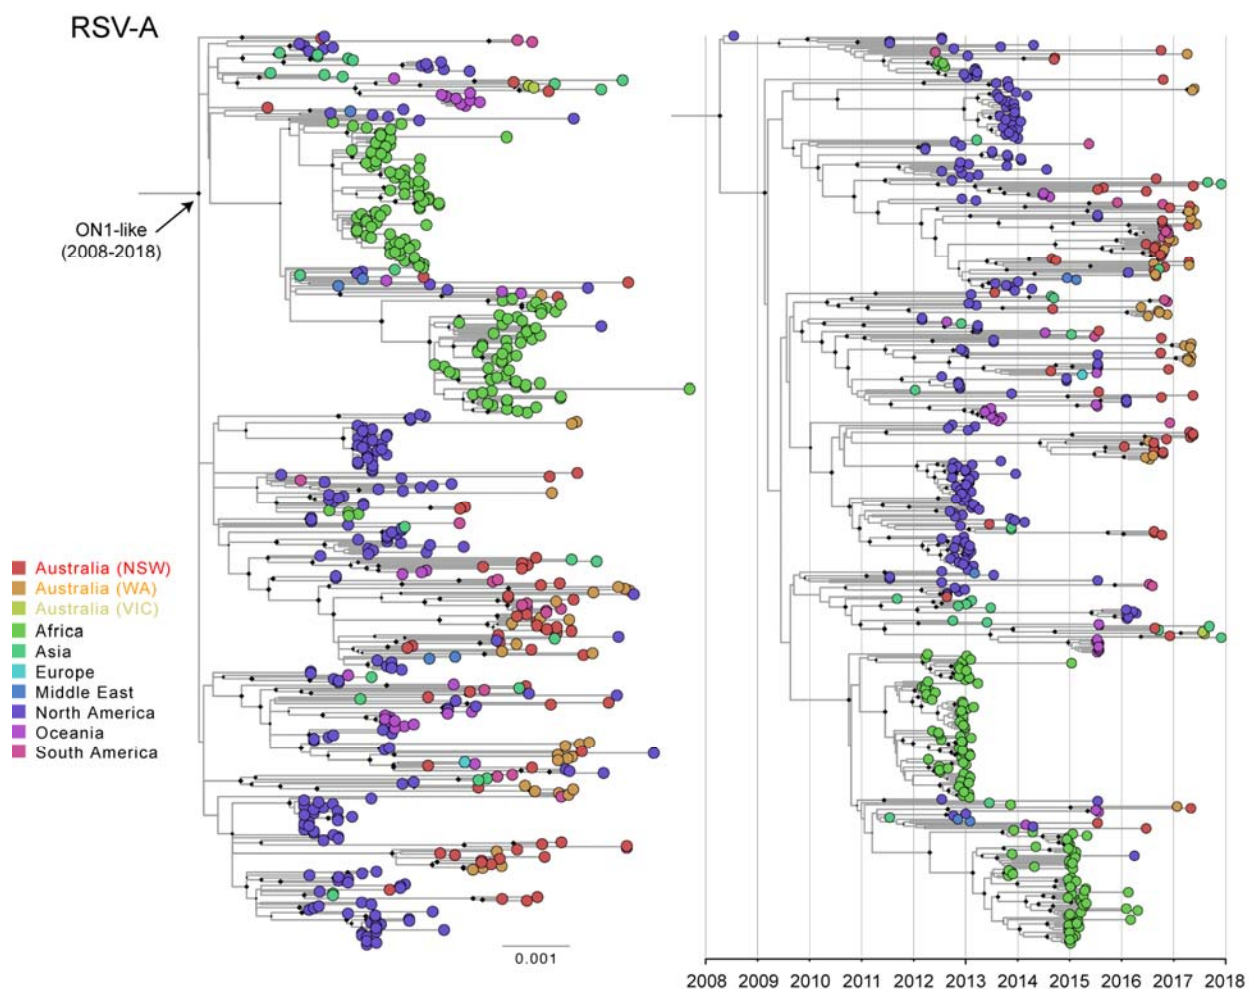 RSV-A
ON1-like
(2008-2018)
Australia (NSW)
Australia (WA)
Australia (VIC)
Africa
Asia
Europe
Middle East
North America
Oceania
South America
0.001
2008 2009 2010 2011 2012 2013 2014 2015 2016 2017 2018